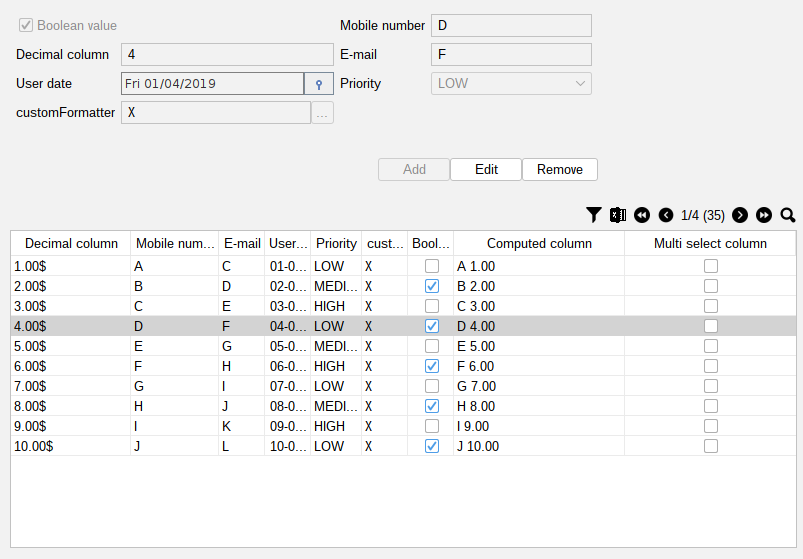 Boolean value Mobile number D
Decimal column 4 E-mail F
User date Fri 01/04/2019 Priority LOW
customFormatter X ...
Add Edit Remove
1/4 (35)
Decimal column Mobile num... E-mail User... Priority cust... Bool... Computed column Multi select column
1.00$ A C 01-0... LOW X A 1.00
2.00$ B D 02-0... MEDI... X B 2.00
3.00$ C E 03-0... HIGH X C 3.00
4.00$ D F 04-0... LOW X D 4.00
5.00$ E G 05-0... MEDI... X E 5.00
6.00$ F H 06-0... HIGH X F 6.00
7.00$ G I 07-0... LOW X G 7.00
8.00$ H J 08-0... MEDI... X H 8.00
9.00$ I K 09-0... HIGH X I 9.00
10.00$ J L 10-0... LOW X J 10.00